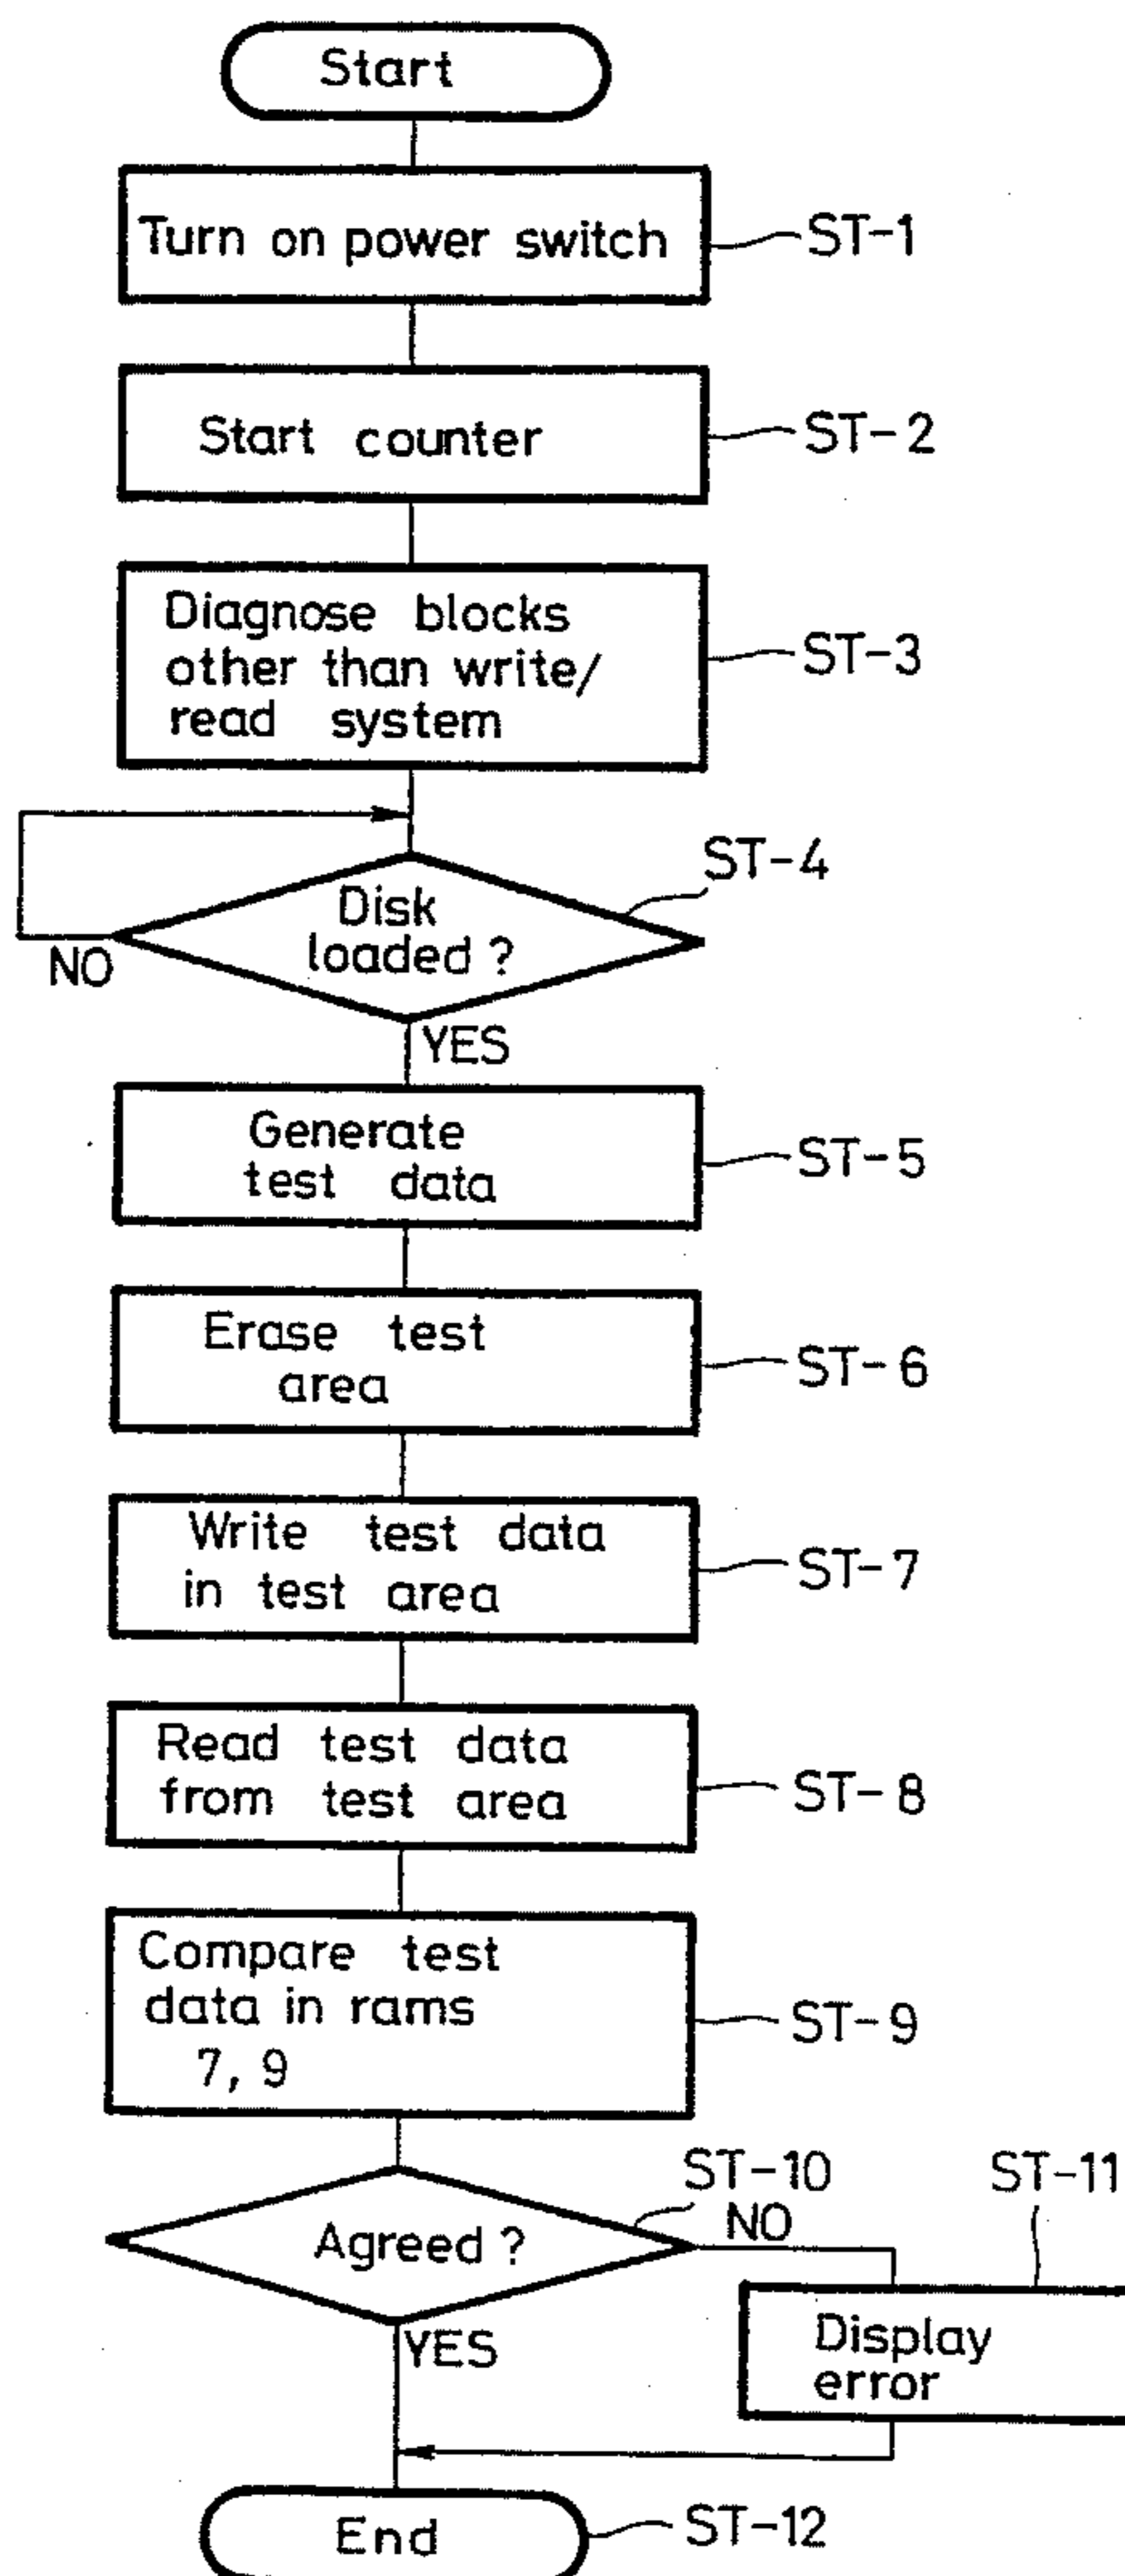 Start
Turn on power switch
ST-1
Start counter
ST-2
Diagnose blocks
other than write/
read system
ST-3
ST-4
Disk
loaded ?
NO
YES
Generate
test data
ST-5
Erase test
area
ST-6
Write test data
in test area
ST-7
Read test data
from test area
ST-8
Compare test
data in rams
7, 9
ST-9
ST-10
ST-11
NO
Agreed ?
YES
Display
error
End
ST-12